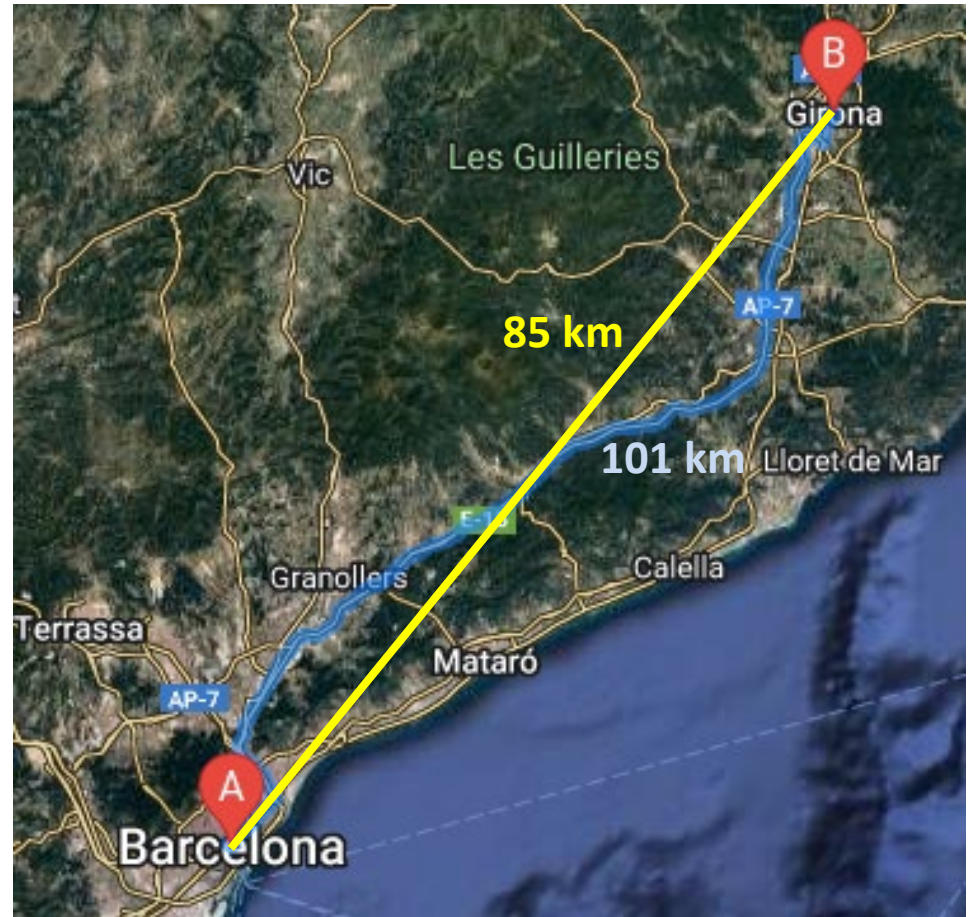 B
Girona
Les Guilleries
Vic
AP-7
85 km
101 km
Lloret de Mar
Granollers
Calella
Terrassa
Mataró
AP-7
A
Barcelona